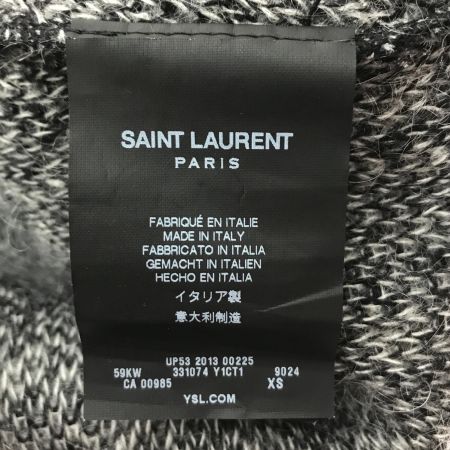 SAINT LAURENT
PARIS
FABRIQUÉ EN ITALIE
MADE IN ITALY
FABBRICATO IN ITALIA
GEMACHT IN ITALIEN
HECHO EN ITALIA
イタリア製
意大利制造
UP53 2013 00225
59KW 331074 Y1CT1 9024
CA 00985 XS
YSL.COM